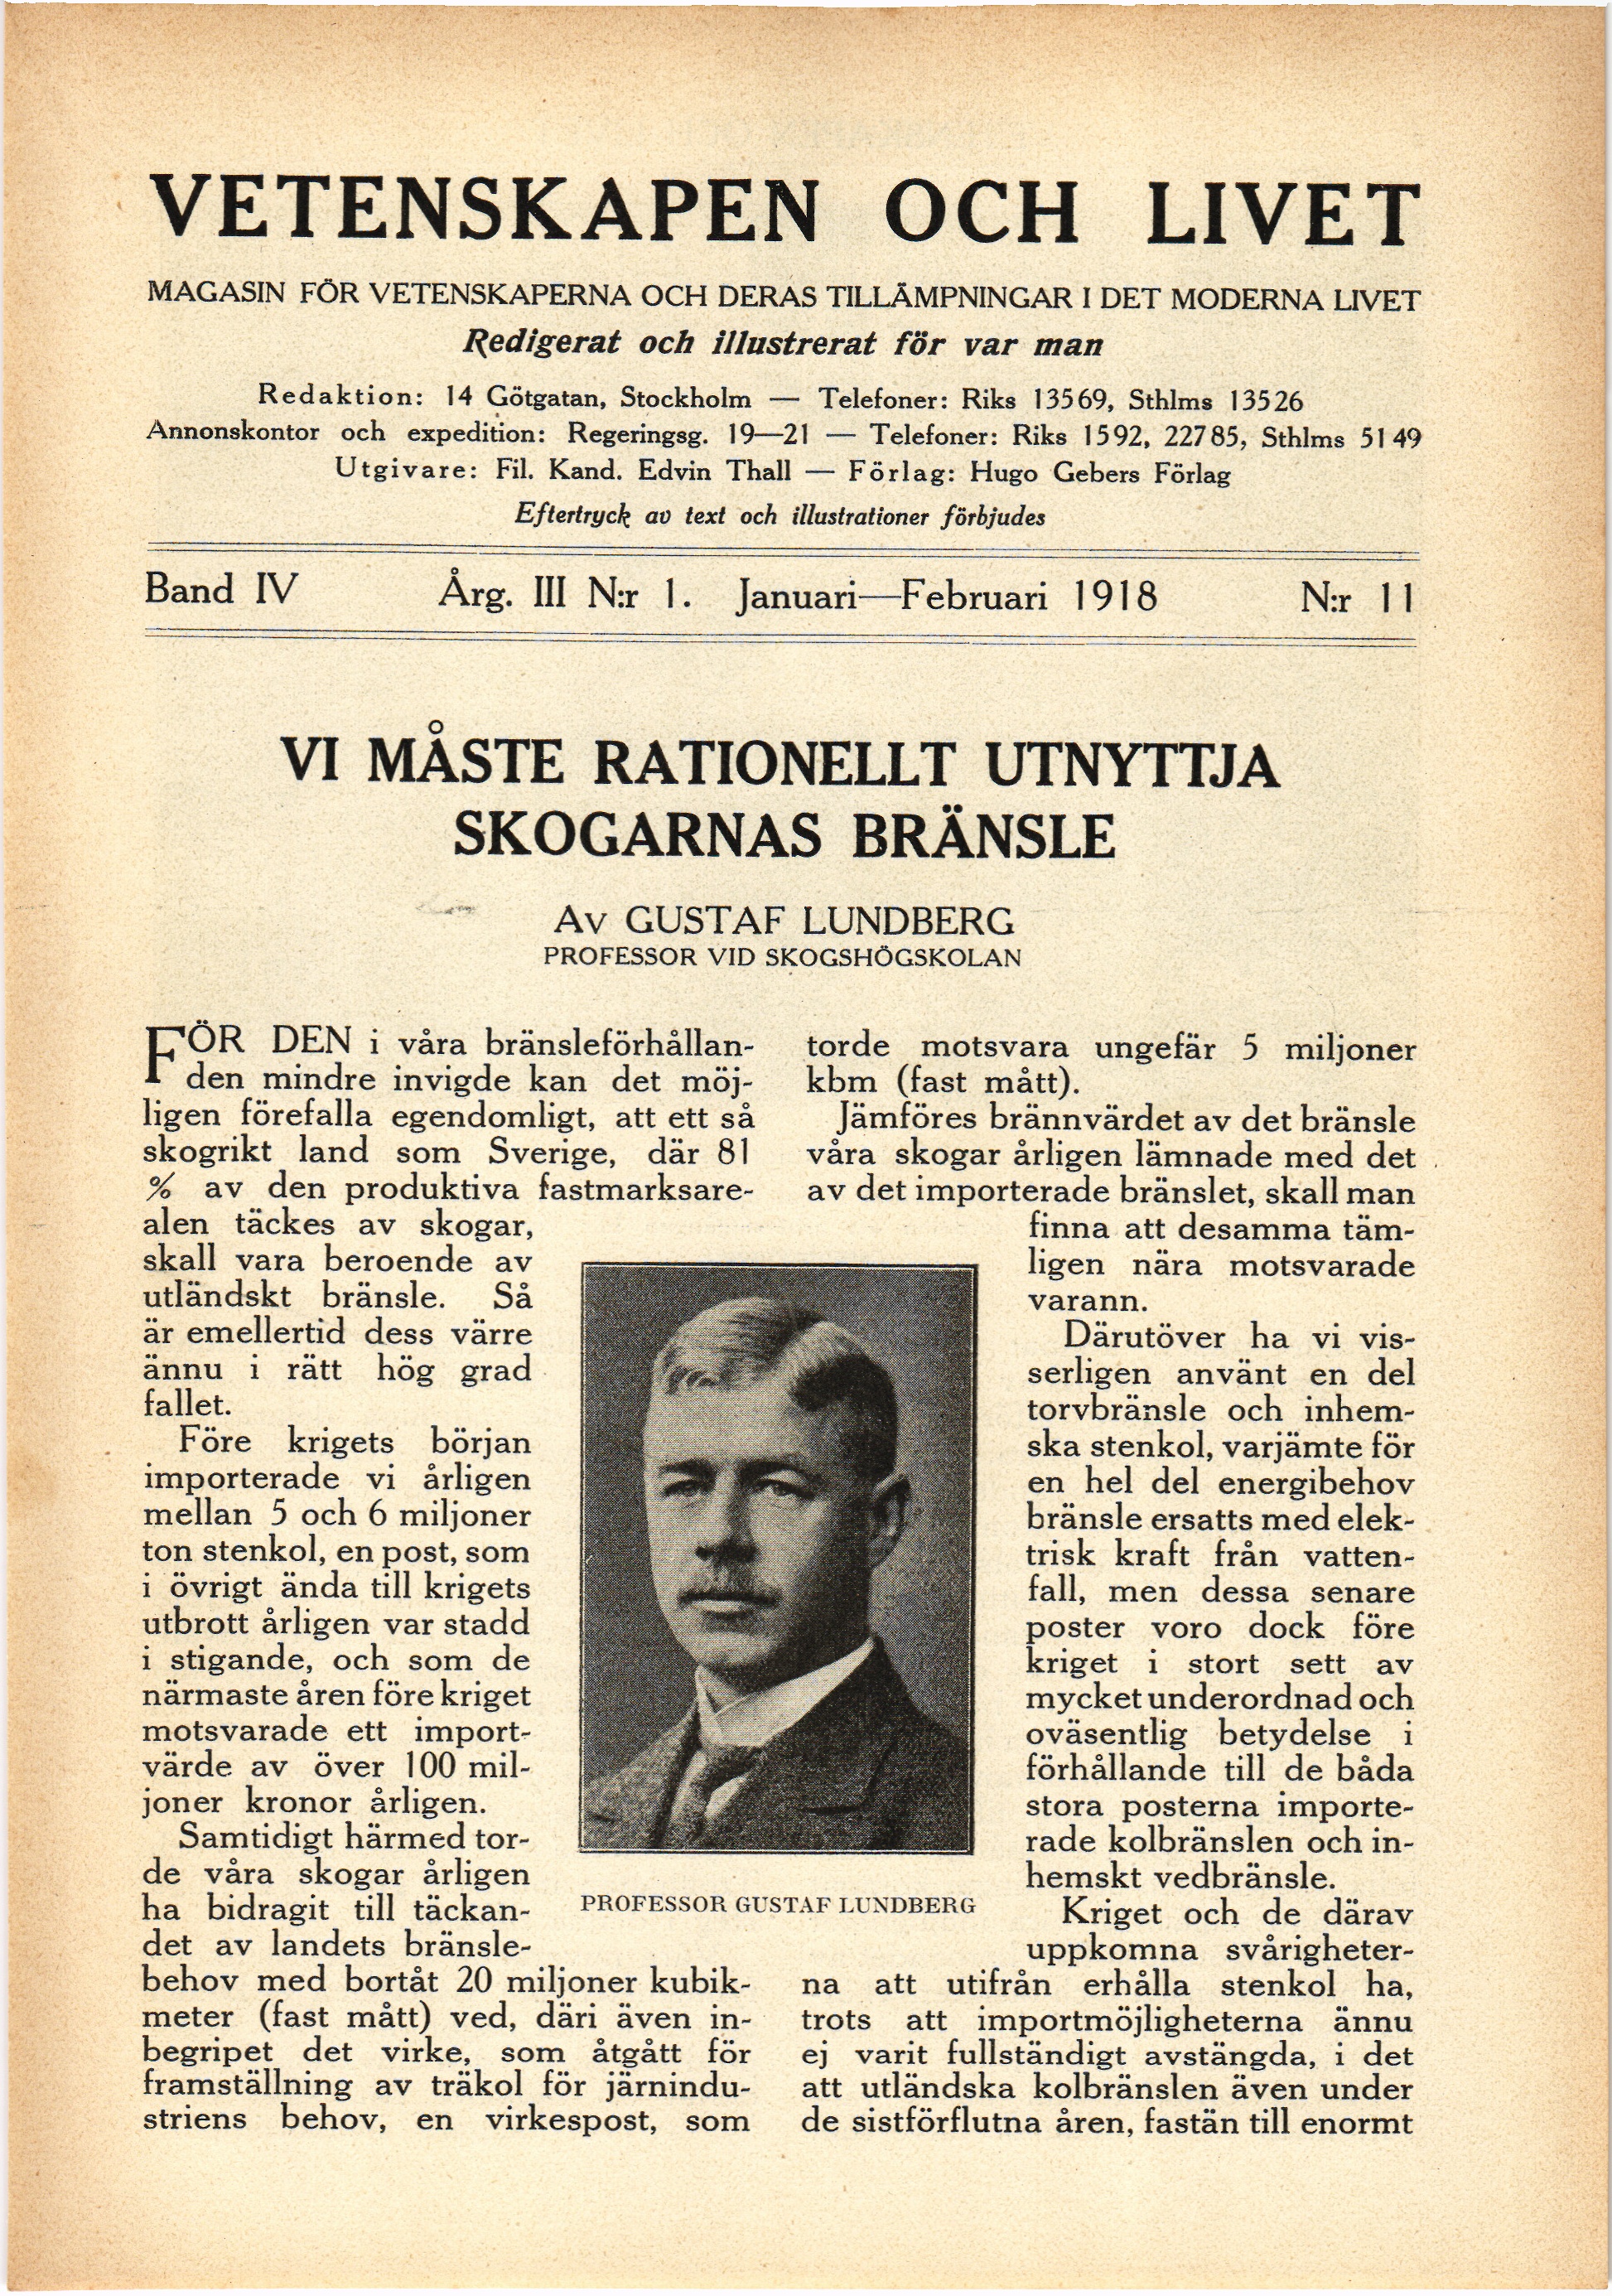 VETENSKAPEN OCH LIVET
MAGASIN FÖR VETENSKAPERNA OCH DERAS TILLÄMPNINGAR I DET MODERNA LIVET
Redigerat och illustrerat för var man
Redaktion: 14 Götgatan, Stockholm — Telefoner: Riks 13569, Sthlms 13526
Annonskontor och expedition: Regeringsg. 19—21 — Telefoner: Riks 1592, 22785, Sthlms 5149
Utgivare: Fil. Kand. Edvin Thall — Förlag: Hugo Gebers Förlag
Eftertryck av text och illustrationer förbjudes
Band IV Årg. III N:r 1. Januari—Februari 1918 N:r 11
VI MÅSTE RATIONELLT UTNYTTJA
SKOGARNAS BRÄNSLE
AV GUSTAF LUNDBERG
PROFESSOR VID SKOGSHÖGSKOLAN
FÖR DEN i våra bränsleförhållan-
den mindre invigde kan det möj-
ligen förefalla egendomligt, att ett så
skogrikt land som Sverige, där 81
% av den produktiva fastmarksare-
alen täckes av skogar,
skall vara beroende av
utländskt bränsle. Så
är emellertid dess värre
ännu i rätt hög grad
fallet.
Före krigets början
importerade vi årligen
mellan 5 och 6 miljoner
ton stenkol, en post, som
i övrigt ända till krigets
utbrott årligen var stadd
i stigande, och som de
närmaste åren före kriget
motsvarade ett import-
värde av över 100 mil-
joner kronor årligen.
Samtidigt härmed tor-
de våra skogar årligen
ha bidragit till täckan-
det av landets bränsle-
behov med bortåt 20 miljoner kubik-
meter (fast mått) ved, däri även in-
begripet det virke, som åtgått för
framställning av träkol för järnindu-
striens behov, en virkespost, som
PROFESSOR GUSTAF LUNDBERG
torde motsvara ungefär 5 miljoner
kbm (fast mått).
Jämföres brännvärdet av det bränsle
våra skogar årligen lämnade med det
av det importerade bränslet, skall man
finna att desamma täm-
ligen nära motsvarade
varann.
Därutöver ha vi vis-
serligen använt en del
torvbränsle och inhem-
ska stenkol, varjämte för
en hel del energibehov
bränsle ersatts med elek-
trisk kraft från vatten-
fall, men dessa senare
poster voro dock före
kriget i stort sett av
mycket underordnad och
oväsentlig betydelse i
förhållande till de båda
stora posterna importe-
rade kolbränslen och in-
hemskt vedbränsle.
Kriget och de därav
uppkomna svårigheter-
na att utifrån erhålla stenkol ha,
trots att importmöjligheterna ännu
ej varit fullständigt avstängda, i det
att utländska kolbränslen även under
de sistförflutna åren, fastän till enormt